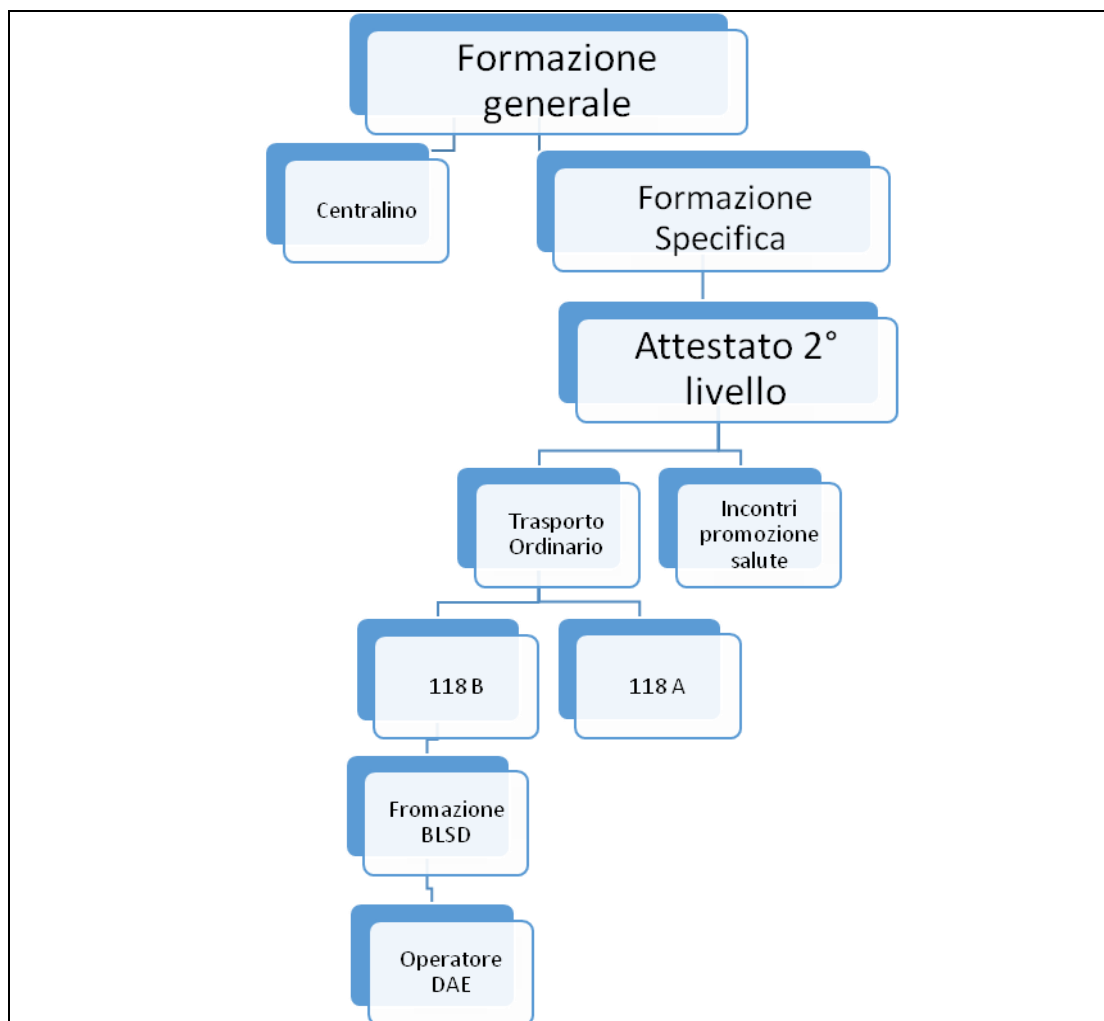 Formazione
generale
Centralino
Formazione
Specifica
Attestato 2°
livello
Trasporto
Ordinario
Incontri
promozione
salute
118 B
118 A
Fromazione
BLSD
Operatore
DAE